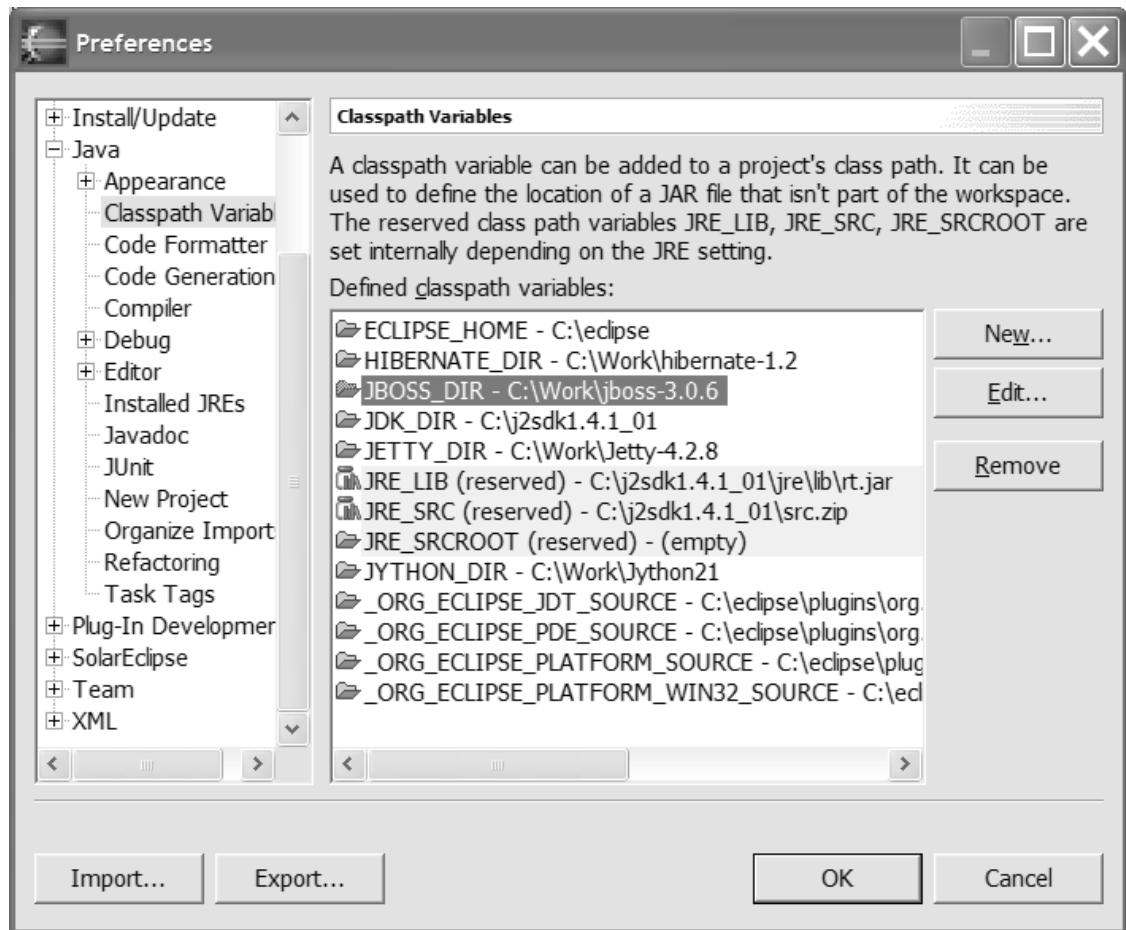 Preferences
Install/Update
Java
Appearance
Classpath Variabl
Code Formatter
Code Generation
Compiler
Debug
Editor
Installed JREs
Javadoc
JUnit
New Project
Organize Import
Refactoring
Task Tags
Plug-In Developmer
SolarEclipse
Team
XML
Classpath Variables
A classpath variable can be added to a project's class path. It can be
used to define the location of a JAR file that isn't part of the workspace.
The reserved class path variables JRE_LIB, JRE_SRC, JRE_SRCROOT are
set internally depending on the JRE setting.
Defined classpath variables:
ECLIPSE_HOME - C:\eclipse
HIBERNATE_DIR - C:\Work\hibernate-1.2
JBOSS_DIR - C:\Work\jboss-3.0.6
JDK_DIR - C:\j2sdk1.4.1_01
JETTY_DIR - C:\Work\Jetty-4.2.8
JRE_LIB (reserved) - C:\j2sdk1.4.1_01\jre\lib\rt.jar
JRE_SRC (reserved) - C:\j2sdk1.4.1_01\src.zip
JRE_SRCROOT (reserved) - (empty)
JYTHON_DIR - C:\Work\Jython21
_ORG_ECLIPSE_JDT_SOURCE - C:\eclipse\plugins\org.
_ORG_ECLIPSE_PDE_SOURCE - C:\eclipse\plugins\org.
_ORG_ECLIPSE_PLATFORM_SOURCE - C:\eclipse\plug
_ORG_ECLIPSE_PLATFORM_WIN32_SOURCE - C:\ecl
New...
Edit...
Remove
Import...
Export...
OK
Cancel